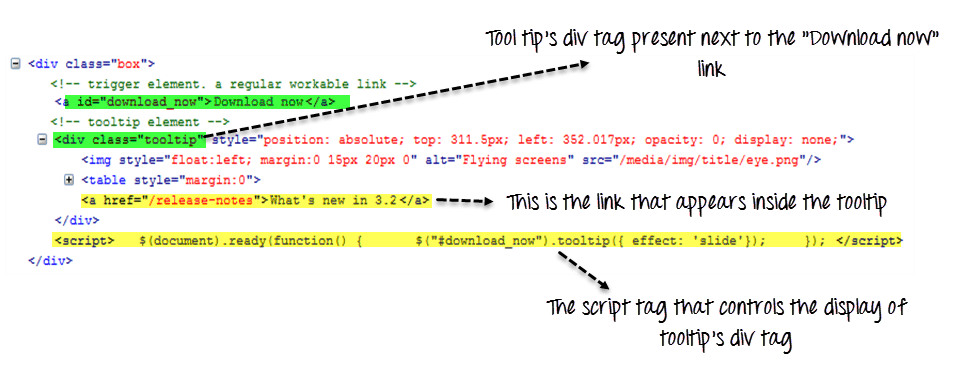 Tool tip's div tag present next to the "Download now"
link
<div class="box">
<!-- trigger element. a regular workable link -->
<a id="download_now">Download now</a>
<!-- tooltip element -->
<div class="tooltip" style="position: absolute; top: 311.5px; left: 352.017px; opacity: 0; display: none;">
<img style="float:left; margin:0 15px 20px 0" alt="Flying screens" src="/media/img/title/eye.png"/>
<table style="margin:0">
<a href="/release-notes">What's new in 3.2</a>
This is the link that appears inside the tooltip
</div>
<script> $(document).ready(function() { $("#download_now").tooltip({ effect: 'slide'}); }); </script>
</div>
The script tag that controls the display of
tooltip's div tag